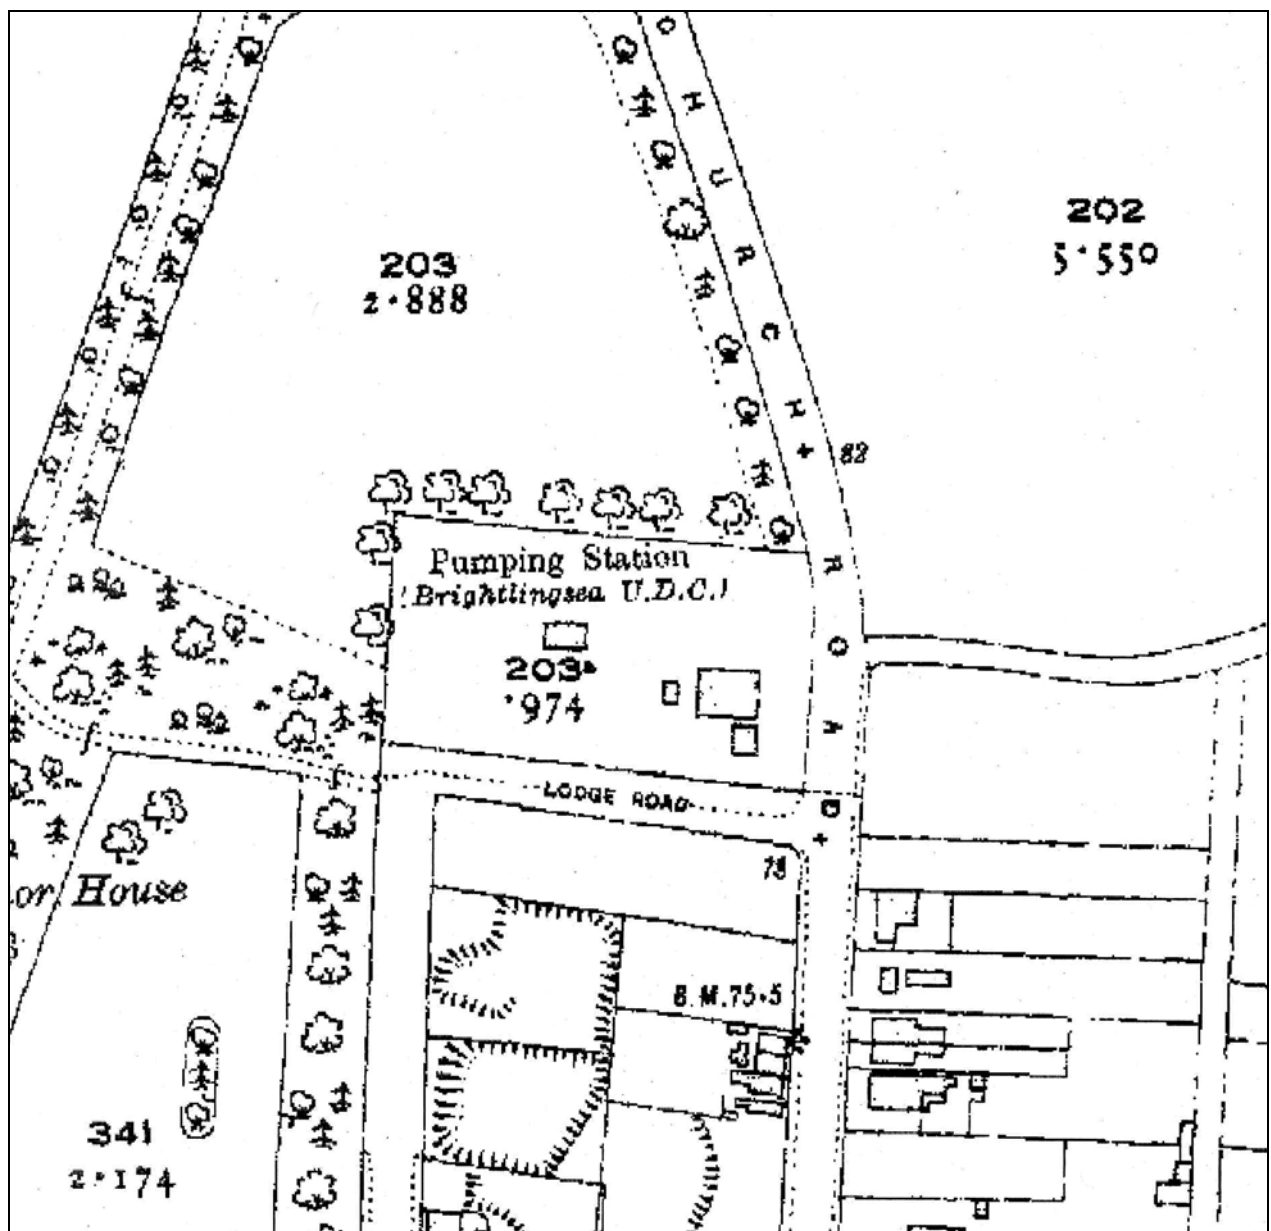 CHURCH ROAD
202
5·550
203
2·888
82
Pumping Station
(Brightlingsea U.D.C.)
203a
·974
LODGE ROAD
78
or House
B.M.75·5
341
2·174